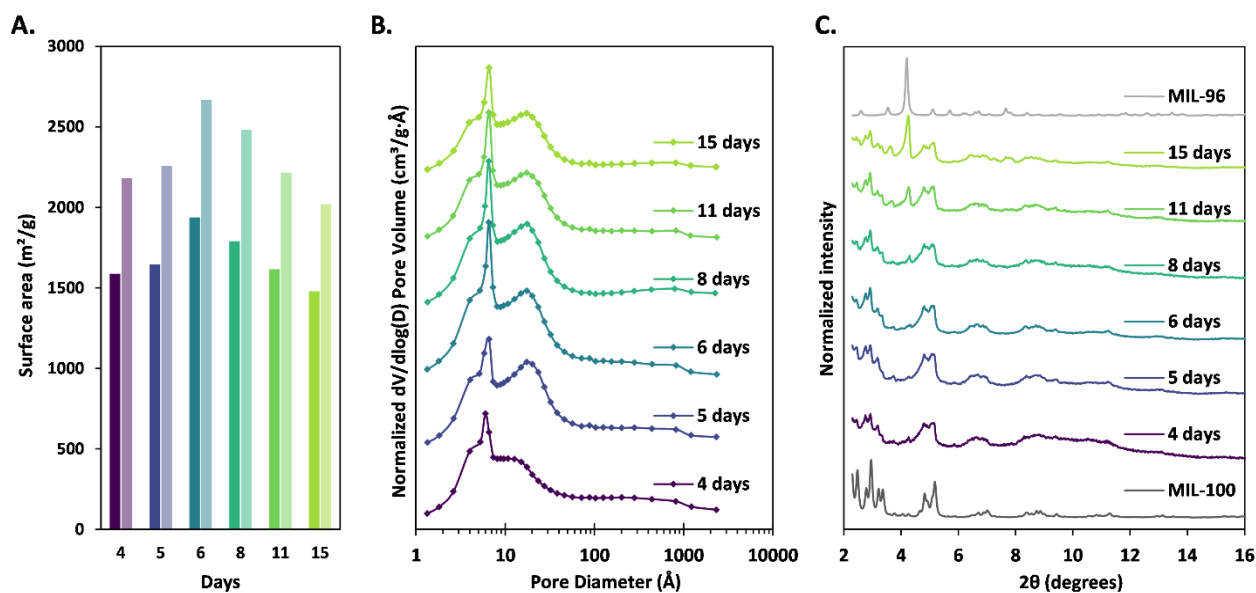 A.
3000
2500
2000
1500
1000
500
0
Surface area (m²/g)
4 5 6 8 11 15
Days
B.
Normalized dV/dlog(D) Pore Volume (cm³/g·Å)
15 days
11 days
8 days
6 days
5 days
4 days
1 10 100 1000 10000
Pore Diameter (Å)
C.
Normalized intensity
MIL-96
15 days
11 days
8 days
6 days
5 days
4 days
MIL-100
2 4 6 8 10 12 14 16
2θ (degrees)